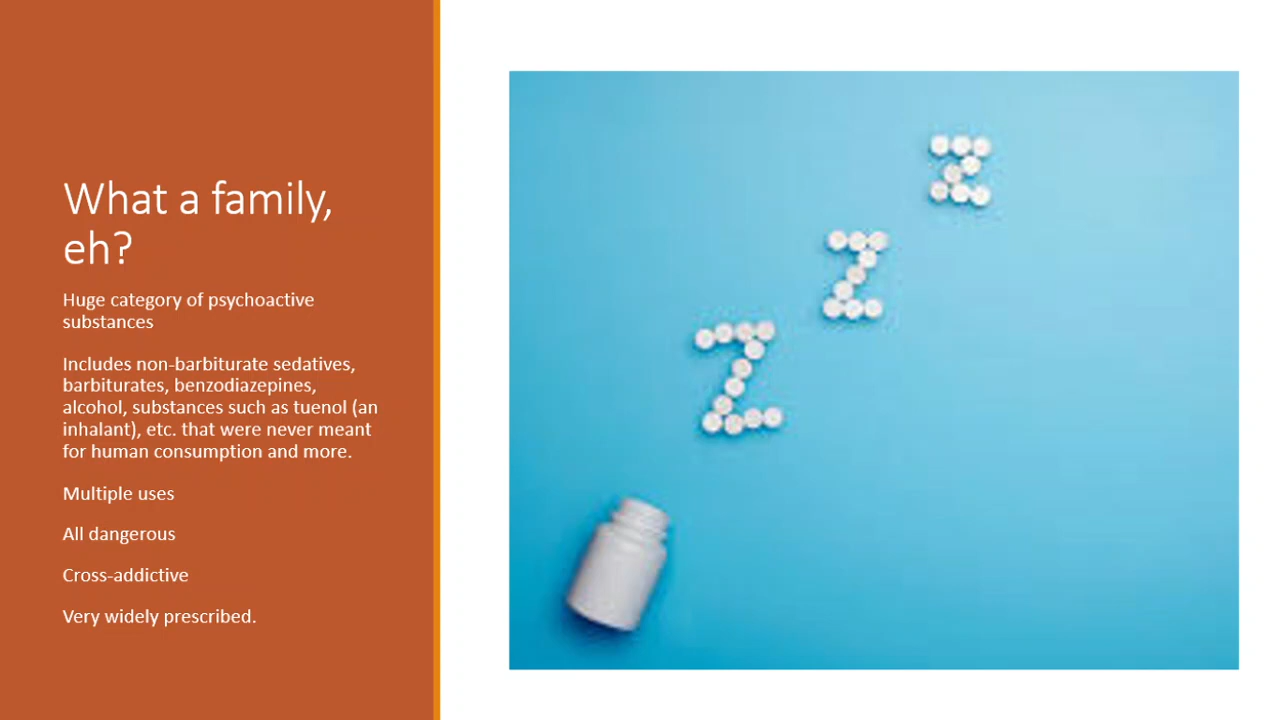 What a family,
eh?
Huge category of psychoactive
substances
Includes non-barbiturate sedatives,
barbiturates, benzodiazepines,
alcohol, substances such as tuenol (an
inhalant), etc. that were never meant
for human consumption and more.
Multiple uses
All dangerous
Cross-addictive
Very widely prescribed.
z
z
z